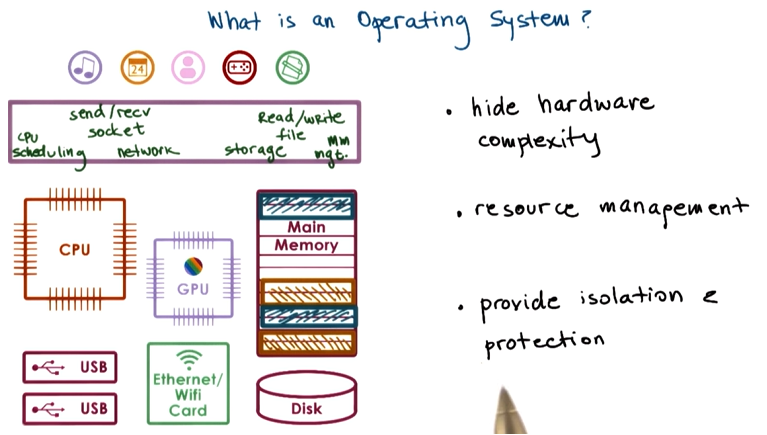 What is an Operating System?
24
send/recv
socket
Read/write
file
CPU
scheduling
network
storage
MM
mgt.
CPU
GPU
Main
Memory
USB
USB
Ethernet/
Wifi
Card
Disk
• hide hardware
complexity
• resource management
• provide isolation &
protection